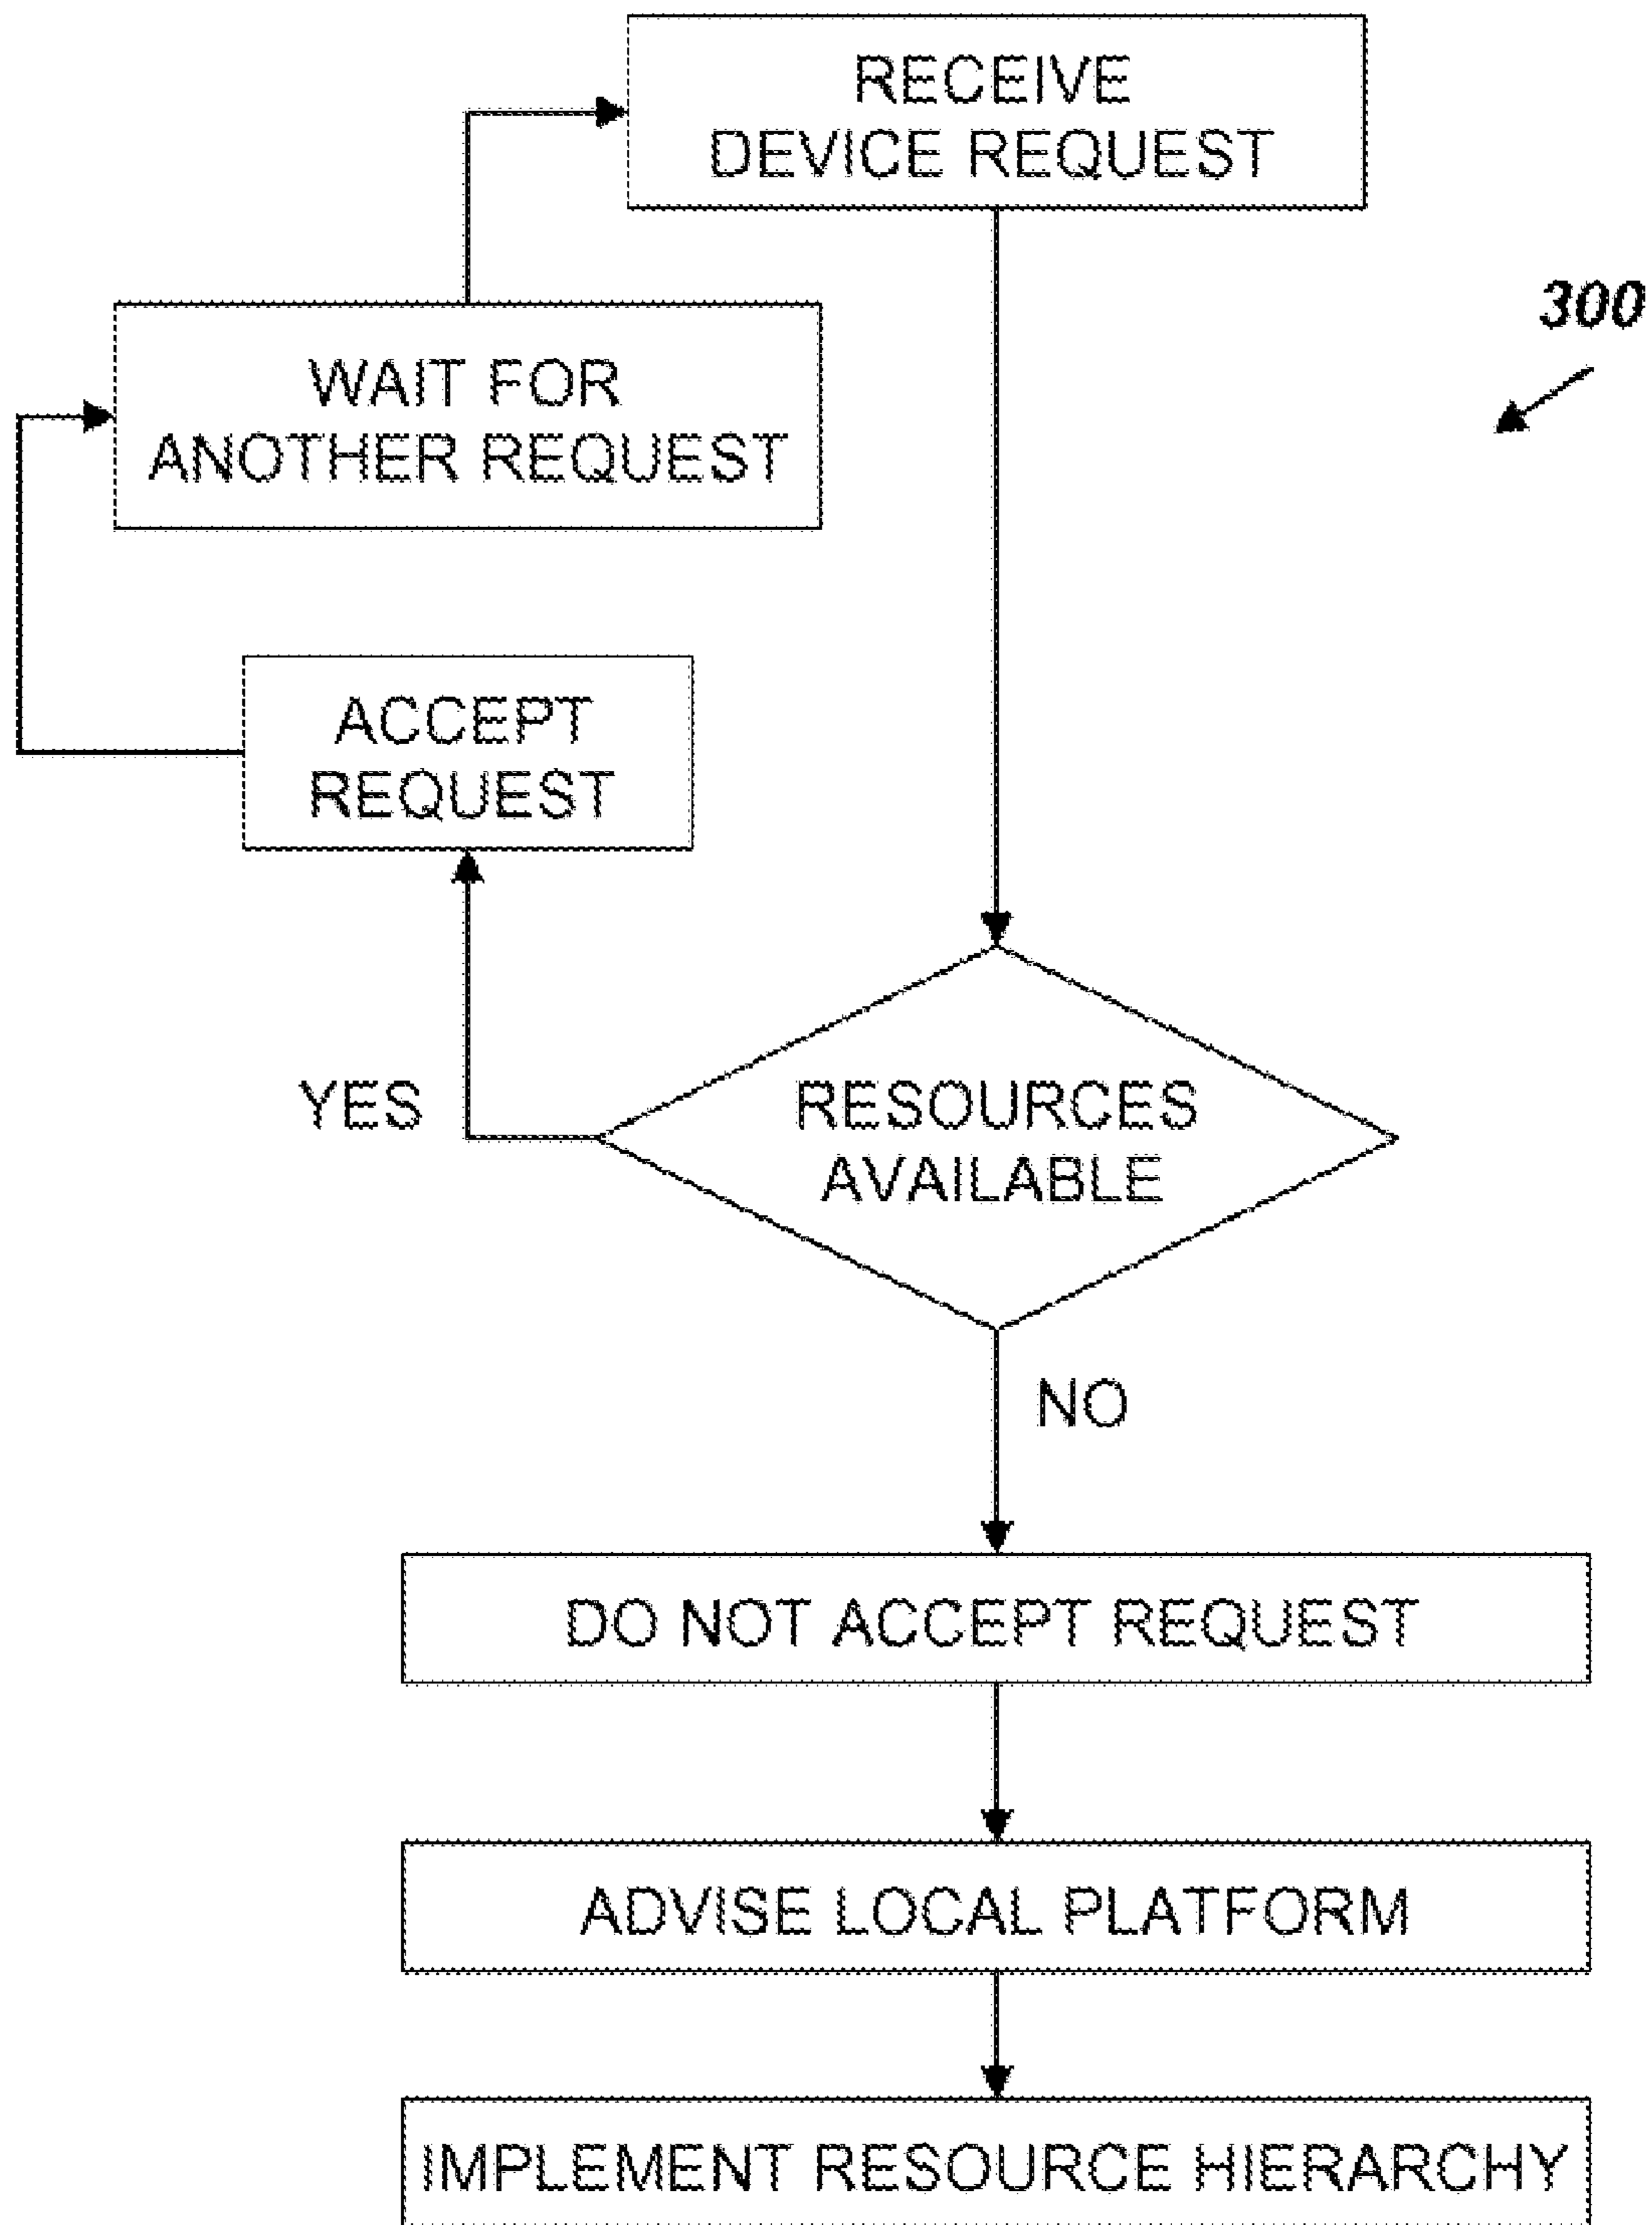 RECEIVE
DEVICE REQUEST
300
WAIT FOR
ANOTHER REQUEST
ACCEPT
REQUEST
YES
RESOURCES
AVAILABLE
NO
DO NOT ACCEPT REQUEST
ADVISE LOCAL PLATFORM
IMPLEMENT RESOURCE HIERARCHY